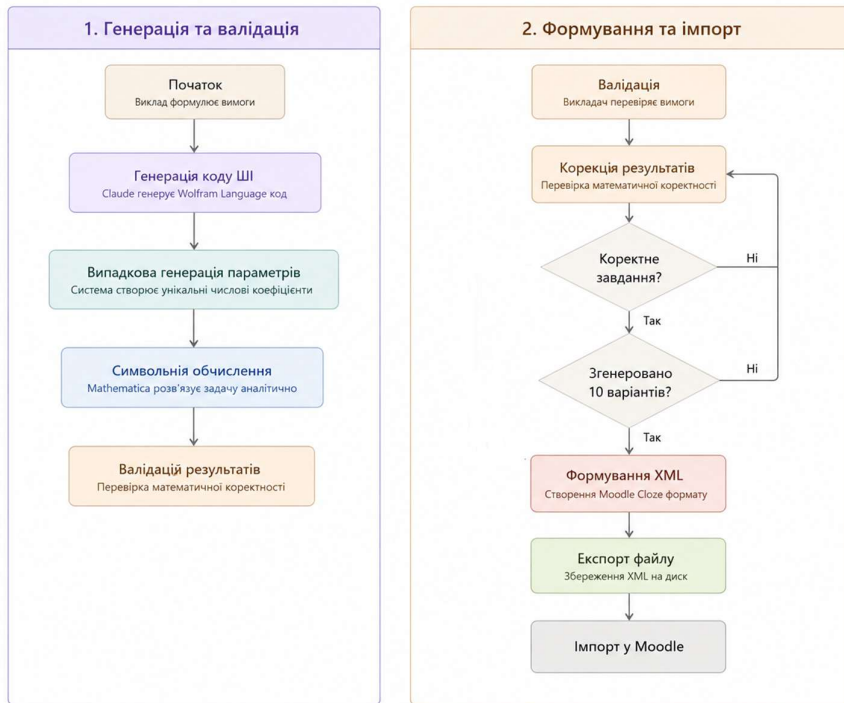 1. Генерація та валідація
Початок
Виклад формулює вимоги
Генерація коду ШІ
Claude генерує Wolfram Language код
Випадкова генерація параметрів
Система створює унікальні числові коефіцієнти
Символьнія обчислення
Mathematica розв'язує задачу аналітично
Валідацій результатів
Перевірка математичної коректності
2. Формування та імпорт
Валідація
Викладач перевіряє вимоги
Корекція результатів
Перевірка математичної коректності
Коректне
завдання?
Ні
Так
Згенеровано
10 варіантів?
Ні
Так
Формування XML
Створення Moodle Cloze формату
Експорт файлу
Збереження XML на диск
Імпорт у Moodle